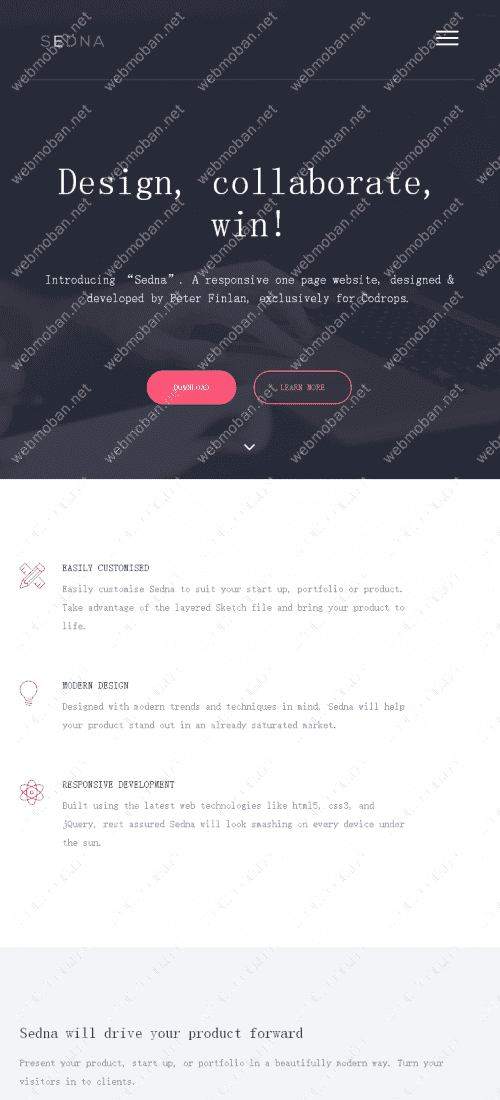 SEDNA
Design, collaborate,
win!
Introducing “Sedna”. A responsive one page website, designed &
developed by Peter Finlan, exclusively for Codrops.
DOWNLOAD
LEARN MORE
EASILY CUSTOMISED
Easily customise Sedna to suit your start up, portfolio or product.
Take advantage of the layered Sketch file and bring your product to
life.
MODERN DESIGN
Designed with modern trends and techniques in mind, Sedna will help
your product stand out in an already saturated market.
RESPONSIVE DEVELOPMENT
Built using the latest web technologies like html5, css3, and
jQuery, rest assured Sedna will look smashing on every device under
the sun.
Sedna will drive your product forward
Present your product, start up, or portfolio in a beautifully modern way. Turn your
visitors in to clients.
webmoban.net